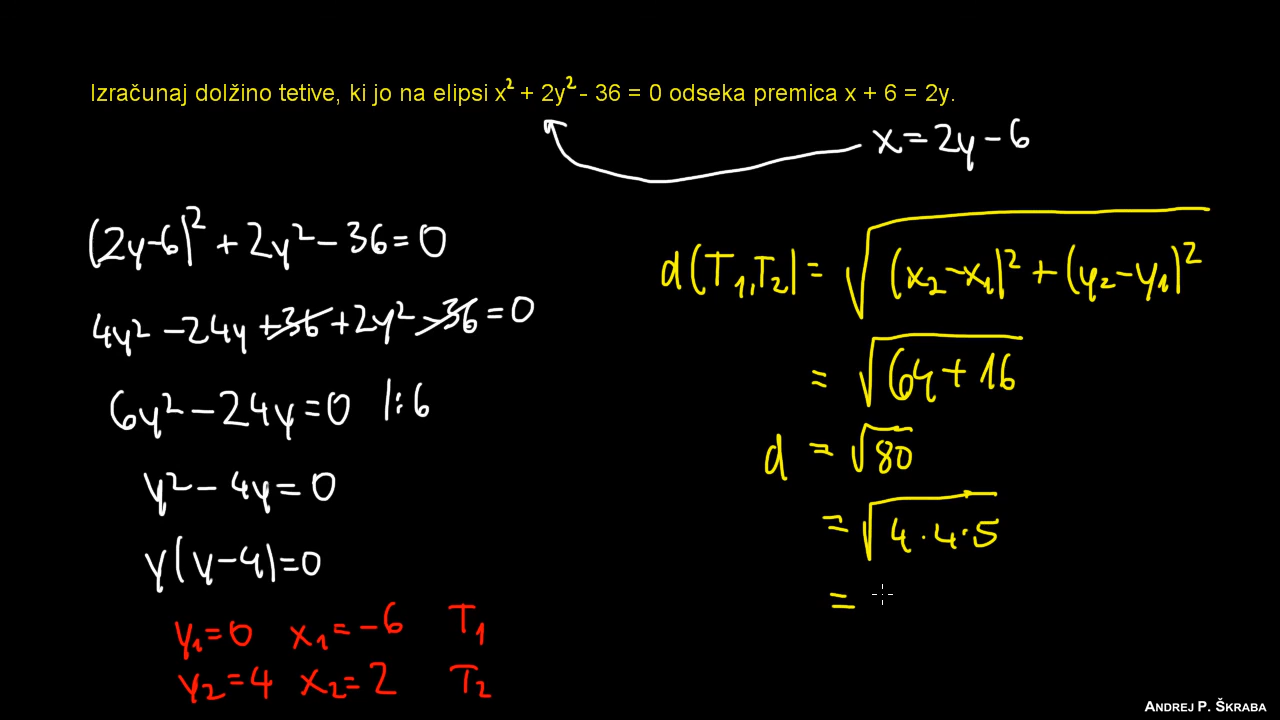 Izračunaj dolžino tetive, ki jo na elipsi x² + 2y² - 36 = 0 odseka premica x + 6 = 2y.
x = 2y - 6
(2y-6)² + 2y² - 36 = 0
4y² - 24y + 36 + 2y² - 36 = 0
6y² - 24y = 0 |:6
y² - 4y = 0
y(y-4) = 0
y₁ = 0 x₁ = -6 T₁
y₂ = 4 x₂ = 2 T₂
d(T₁,T₂) = √((x₂-x₁)² + (y₂-y₁)²)
= √(64 + 16)
d = √80
= √(4·4·5)
=
ANDREJ P. ŠKRABA